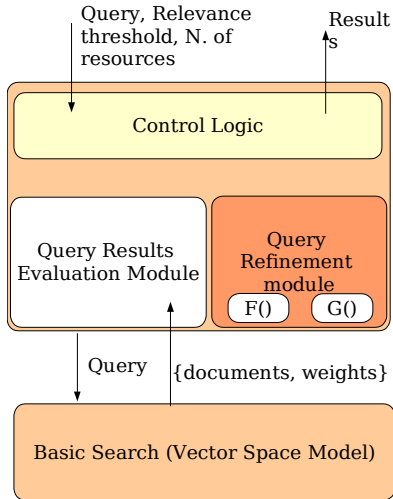 Query, Relevance
threshold, N. of
resources
Result
s
Control Logic
Query Results
Evaluation Module
Query
Refinement
module
F()
G()
Query
{documents, weights}
Basic Search (Vector Space Model)